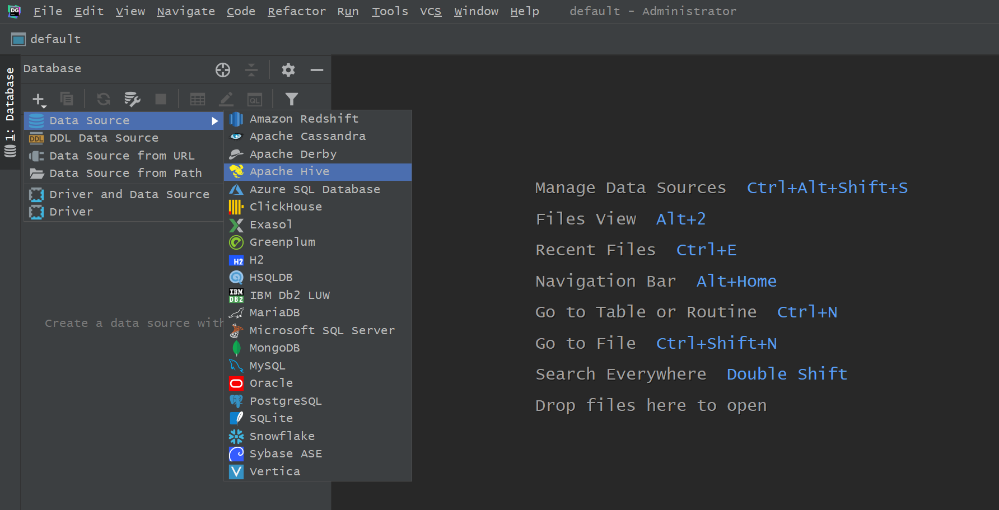 DG File Edit View Navigate Code Refactor Run Tools VCS Window Help default - Administrator
default
1: Database
Database
QL
Data Source
DDL DDL Data Source
Data Source from URL
Data Source from Path
Driver and Data Source
Driver
Create a data source with
Amazon Redshift
Apache Cassandra
Apache Derby
Apache Hive
Azure SQL Database
ClickHouse
Exasol
Greenplum
H2 H2
HSQLDB
IBM DB2 IBM Db2 LUW
MariaDB
Microsoft SQL Server
MongoDB
MySQL
Oracle
PostgreSQL
SQLite
Snowflake
Sybase ASE
Vertica
Manage Data Sources Ctrl+Alt+Shift+S
Files View Alt+2
Recent Files Ctrl+E
Navigation Bar Alt+Home
Go to Table or Routine Ctrl+N
Go to File Ctrl+Shift+N
Search Everywhere Double Shift
Drop files here to open